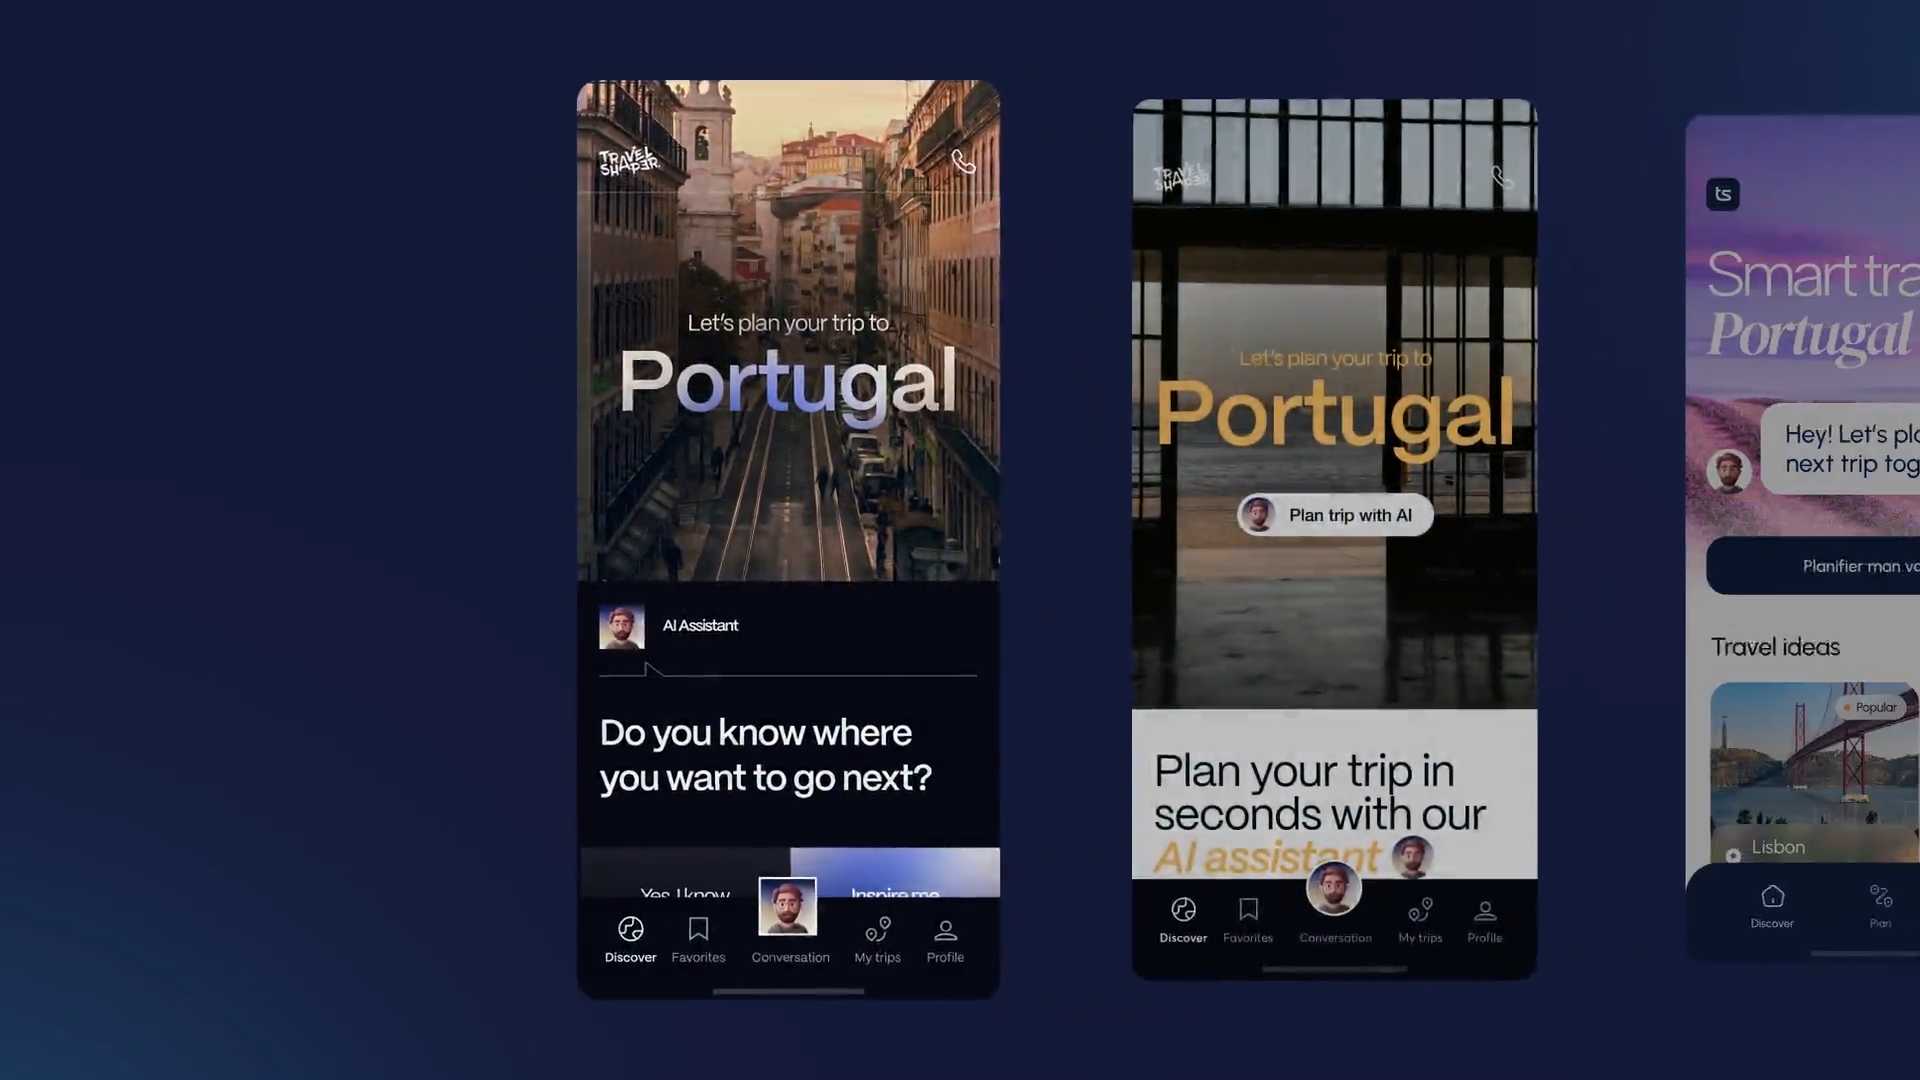 TRAVEL
SHAPER.
Let's plan your trip to
Portugal
AI Assistant
Do you know where
you want to go next?
Yes, I know
Inspire me
Discover
Favorites
Conversation
My trips
Profile
TRAVEL
SHAPER
Let's plan your trip to
Portugal
Plan trip with AI
Plan your trip in
seconds with our
AI assistant
Discover
Favorites
Conversation
My trips
Profile
ts
Smart tra
Portugal
Hey! Let's pl
next trip tog
Planifier mon vo
Travel ideas
Popular
Lisbon
Discover
Plan